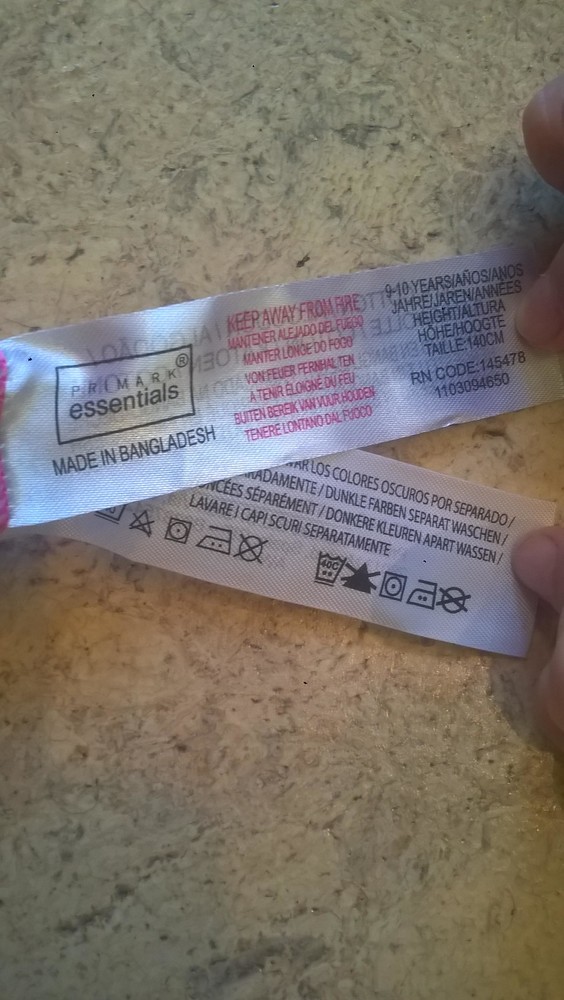 PRIMARK®
essentials
MADE IN BANGLADESH
KEEP AWAY FROM FIRE
MANTENER ALEJADO DEL FUEGO
MANTER LONGE DO FOGO
VON FEUER FERNHALTEN
A TENIR ÉLOIGNÉ DU FEU
BUITEN BEREIK VAN VUUR HOUDEN
TENERE LONTANO DAL FUOCO
9-10 YEARS/AÑOS/ANOS
JAHRE/JAREN/ANNÉES
HEIGHT/ALTURA
HÖHE/HOOGTE
TAILLE:140CM
RN CODE:145478
1103094650
LOS COLORES OSCUROS POR SEPARADO /
/ DUNKLE FARBEN SEPARAT WASCHEN /
SÉPARÉMENT / DONKERE KLEUREN APART WASSEN /
LAVARE I CAPI SCURI SEPARATAMENTE
40C